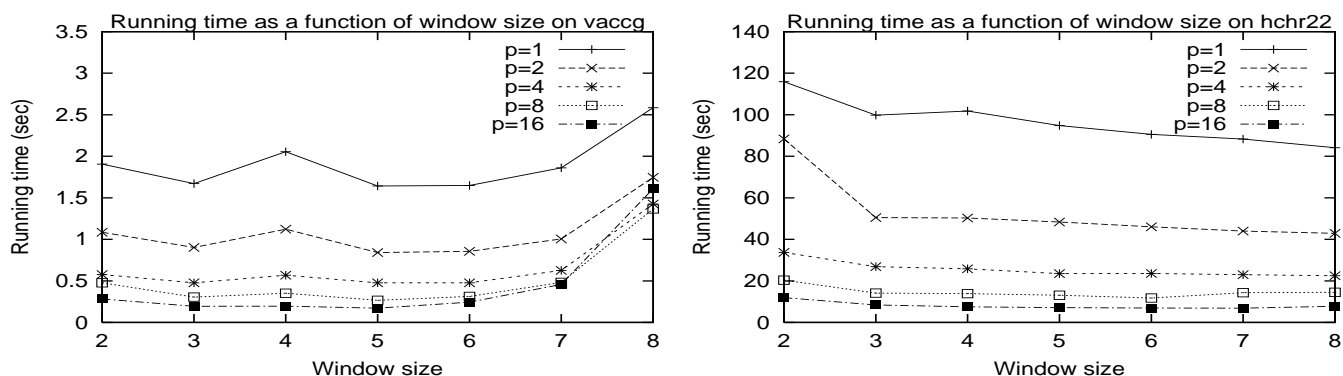 Running time as a function of window size on vaccg
3.5
3
2.5
2
1.5
1
0.5
0
2 3 4 5 6 7 8
Running time (sec)
Window size
p=1
p=2
p=4
p=8
p=16
Running time as a function of window size on hchr22
140
120
100
80
60
40
20
0
2 3 4 5 6 7 8
Running time (sec)
Window size
p=1
p=2
p=4
p=8
p=16